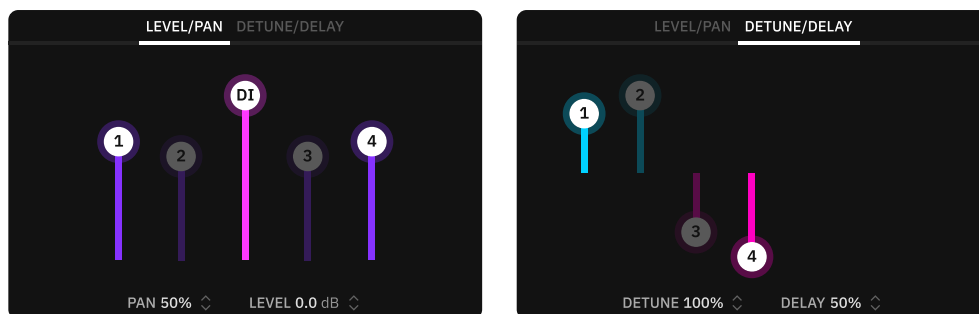 LEVEL/PAN DETUNE/DELAY
DI
1
4
2
3
PAN 50% LEVEL 0.0 dB
LEVEL/PAN DETUNE/DELAY
2
1
3
4
DETUNE 100% DELAY 50%